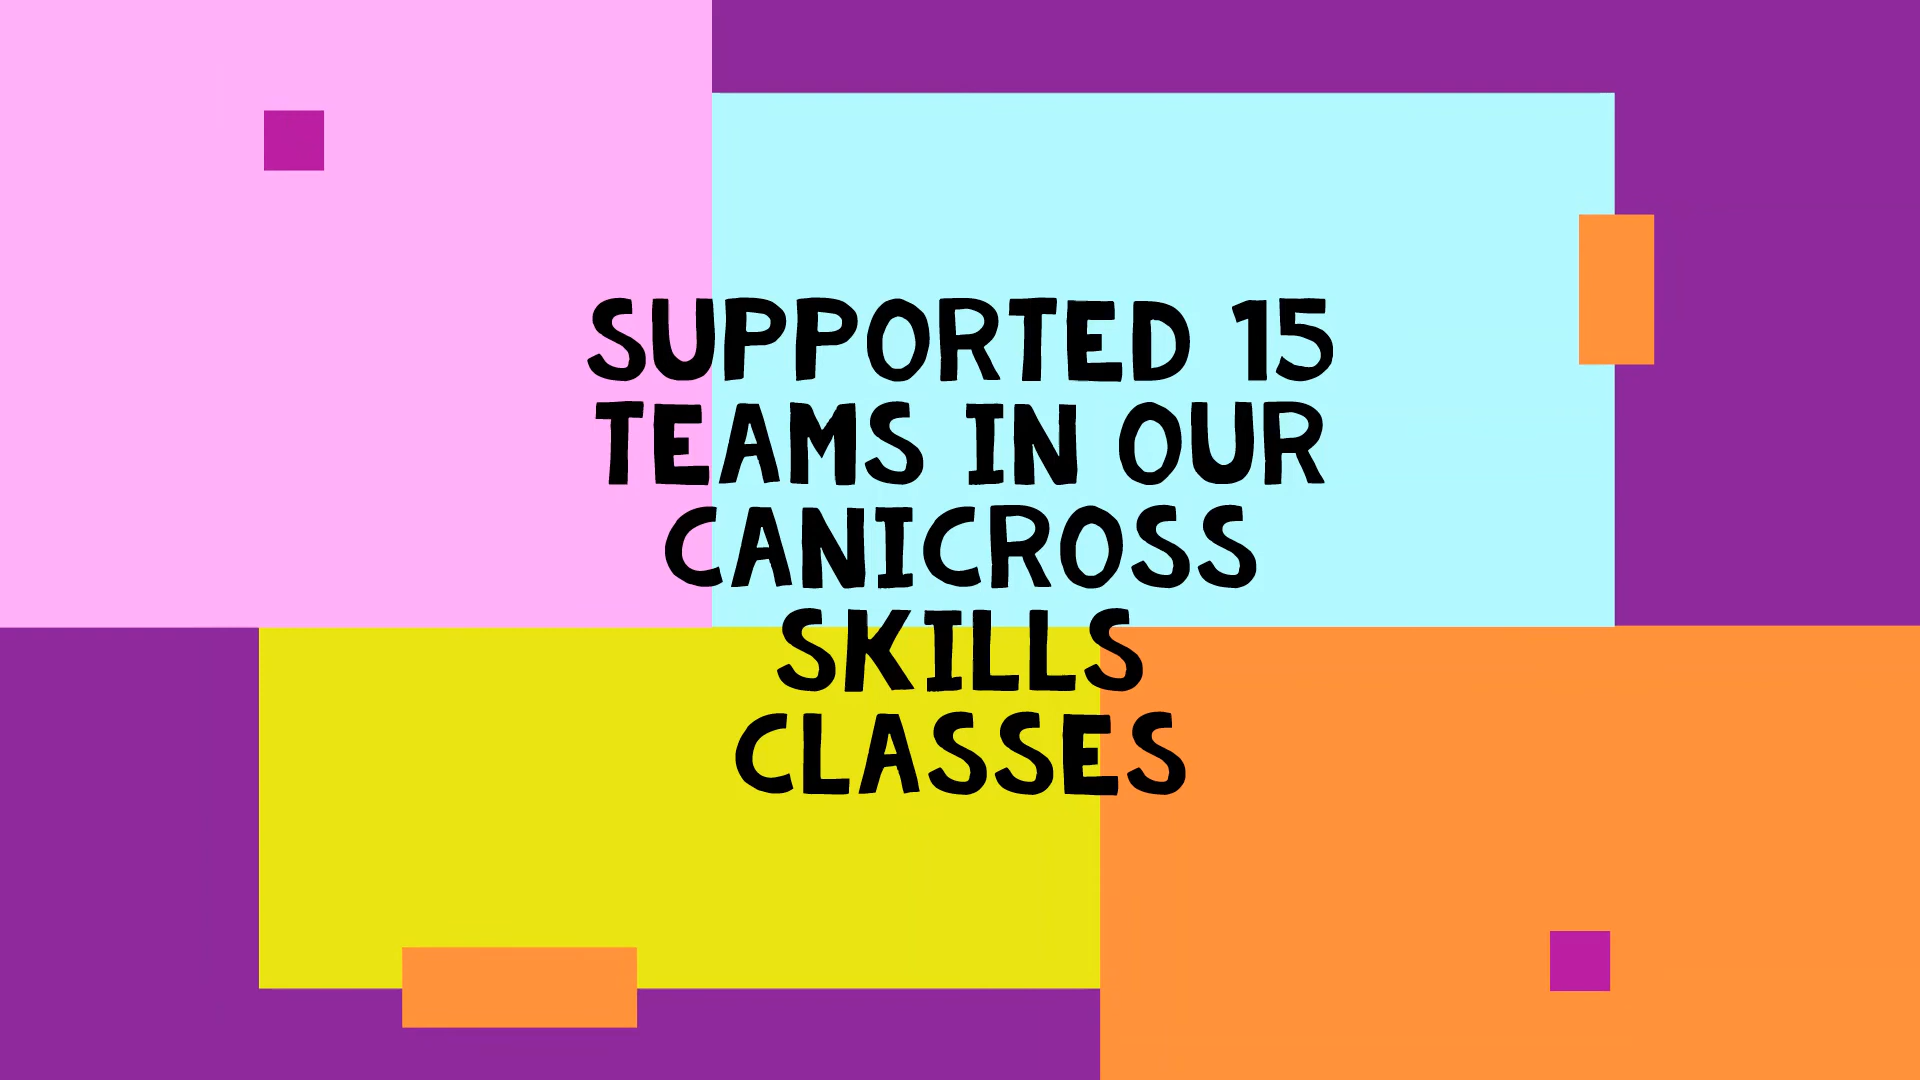 SUPPORTED 15
TEAMS IN OUR
CANICROSS
SKILLS
CLASSES